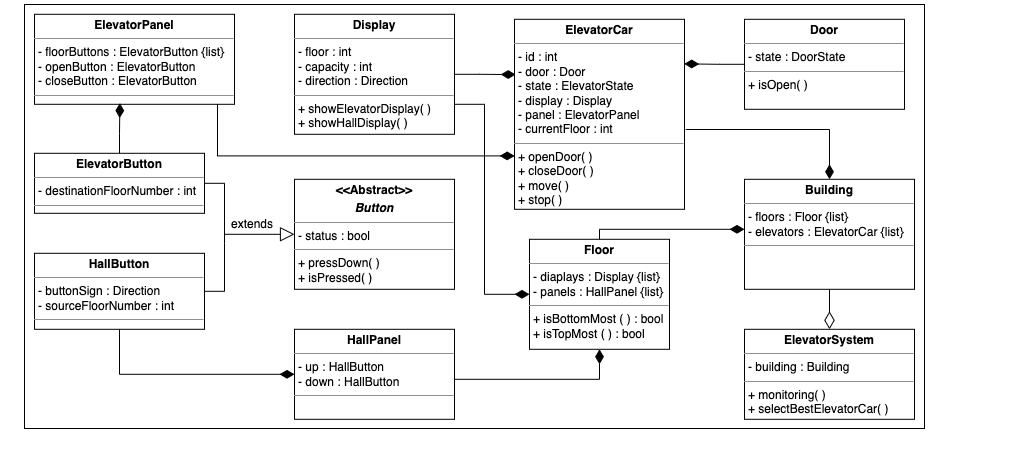 ElevatorPanel
- floorButtons : ElevatorButton {list}
- openButton : ElevatorButton
- closeButton : ElevatorButton
Display
- floor : int
- capacity : int
- direction : Direction
+ showElevatorDisplay( )
+ showHallDisplay( )
ElevatorCar
- id : int
- door : Door
- state : ElevatorState
- display : Display
- panel : ElevatorPanel
- currentFloor : int
+ openDoor( )
+ closeDoor( )
+ move( )
+ stop( )
Door
- state : DoorState
+ isOpen( )
ElevatorButton
- destinationFloorNumber : int
extends
<<Abstract>>
Button
- status : bool
+ pressDown( )
+ isPressed( )
Building
- floors : Floor {list}
- elevators : ElevatorCar {list}
HallButton
- buttonSign : Direction
- sourceFloorNumber : int
Floor
- diaplays : Display {list}
- panels : HallPanel {list}
+ isBottomMost ( ) : bool
+ isTopMost ( ) : bool
HallPanel
- up : HallButton
- down : HallButton
ElevatorSystem
- building : Building
+ monitoring( )
+ selectBestElevatorCar( )